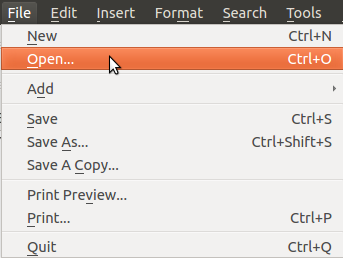 File Edit Insert Format Search Tools
New Ctrl+N
Open... Ctrl+O
Add
Save Ctrl+S
Save As... Ctrl+Shift+S
Save A Copy...
Print Preview...
Print... Ctrl+P
Quit Ctrl+Q